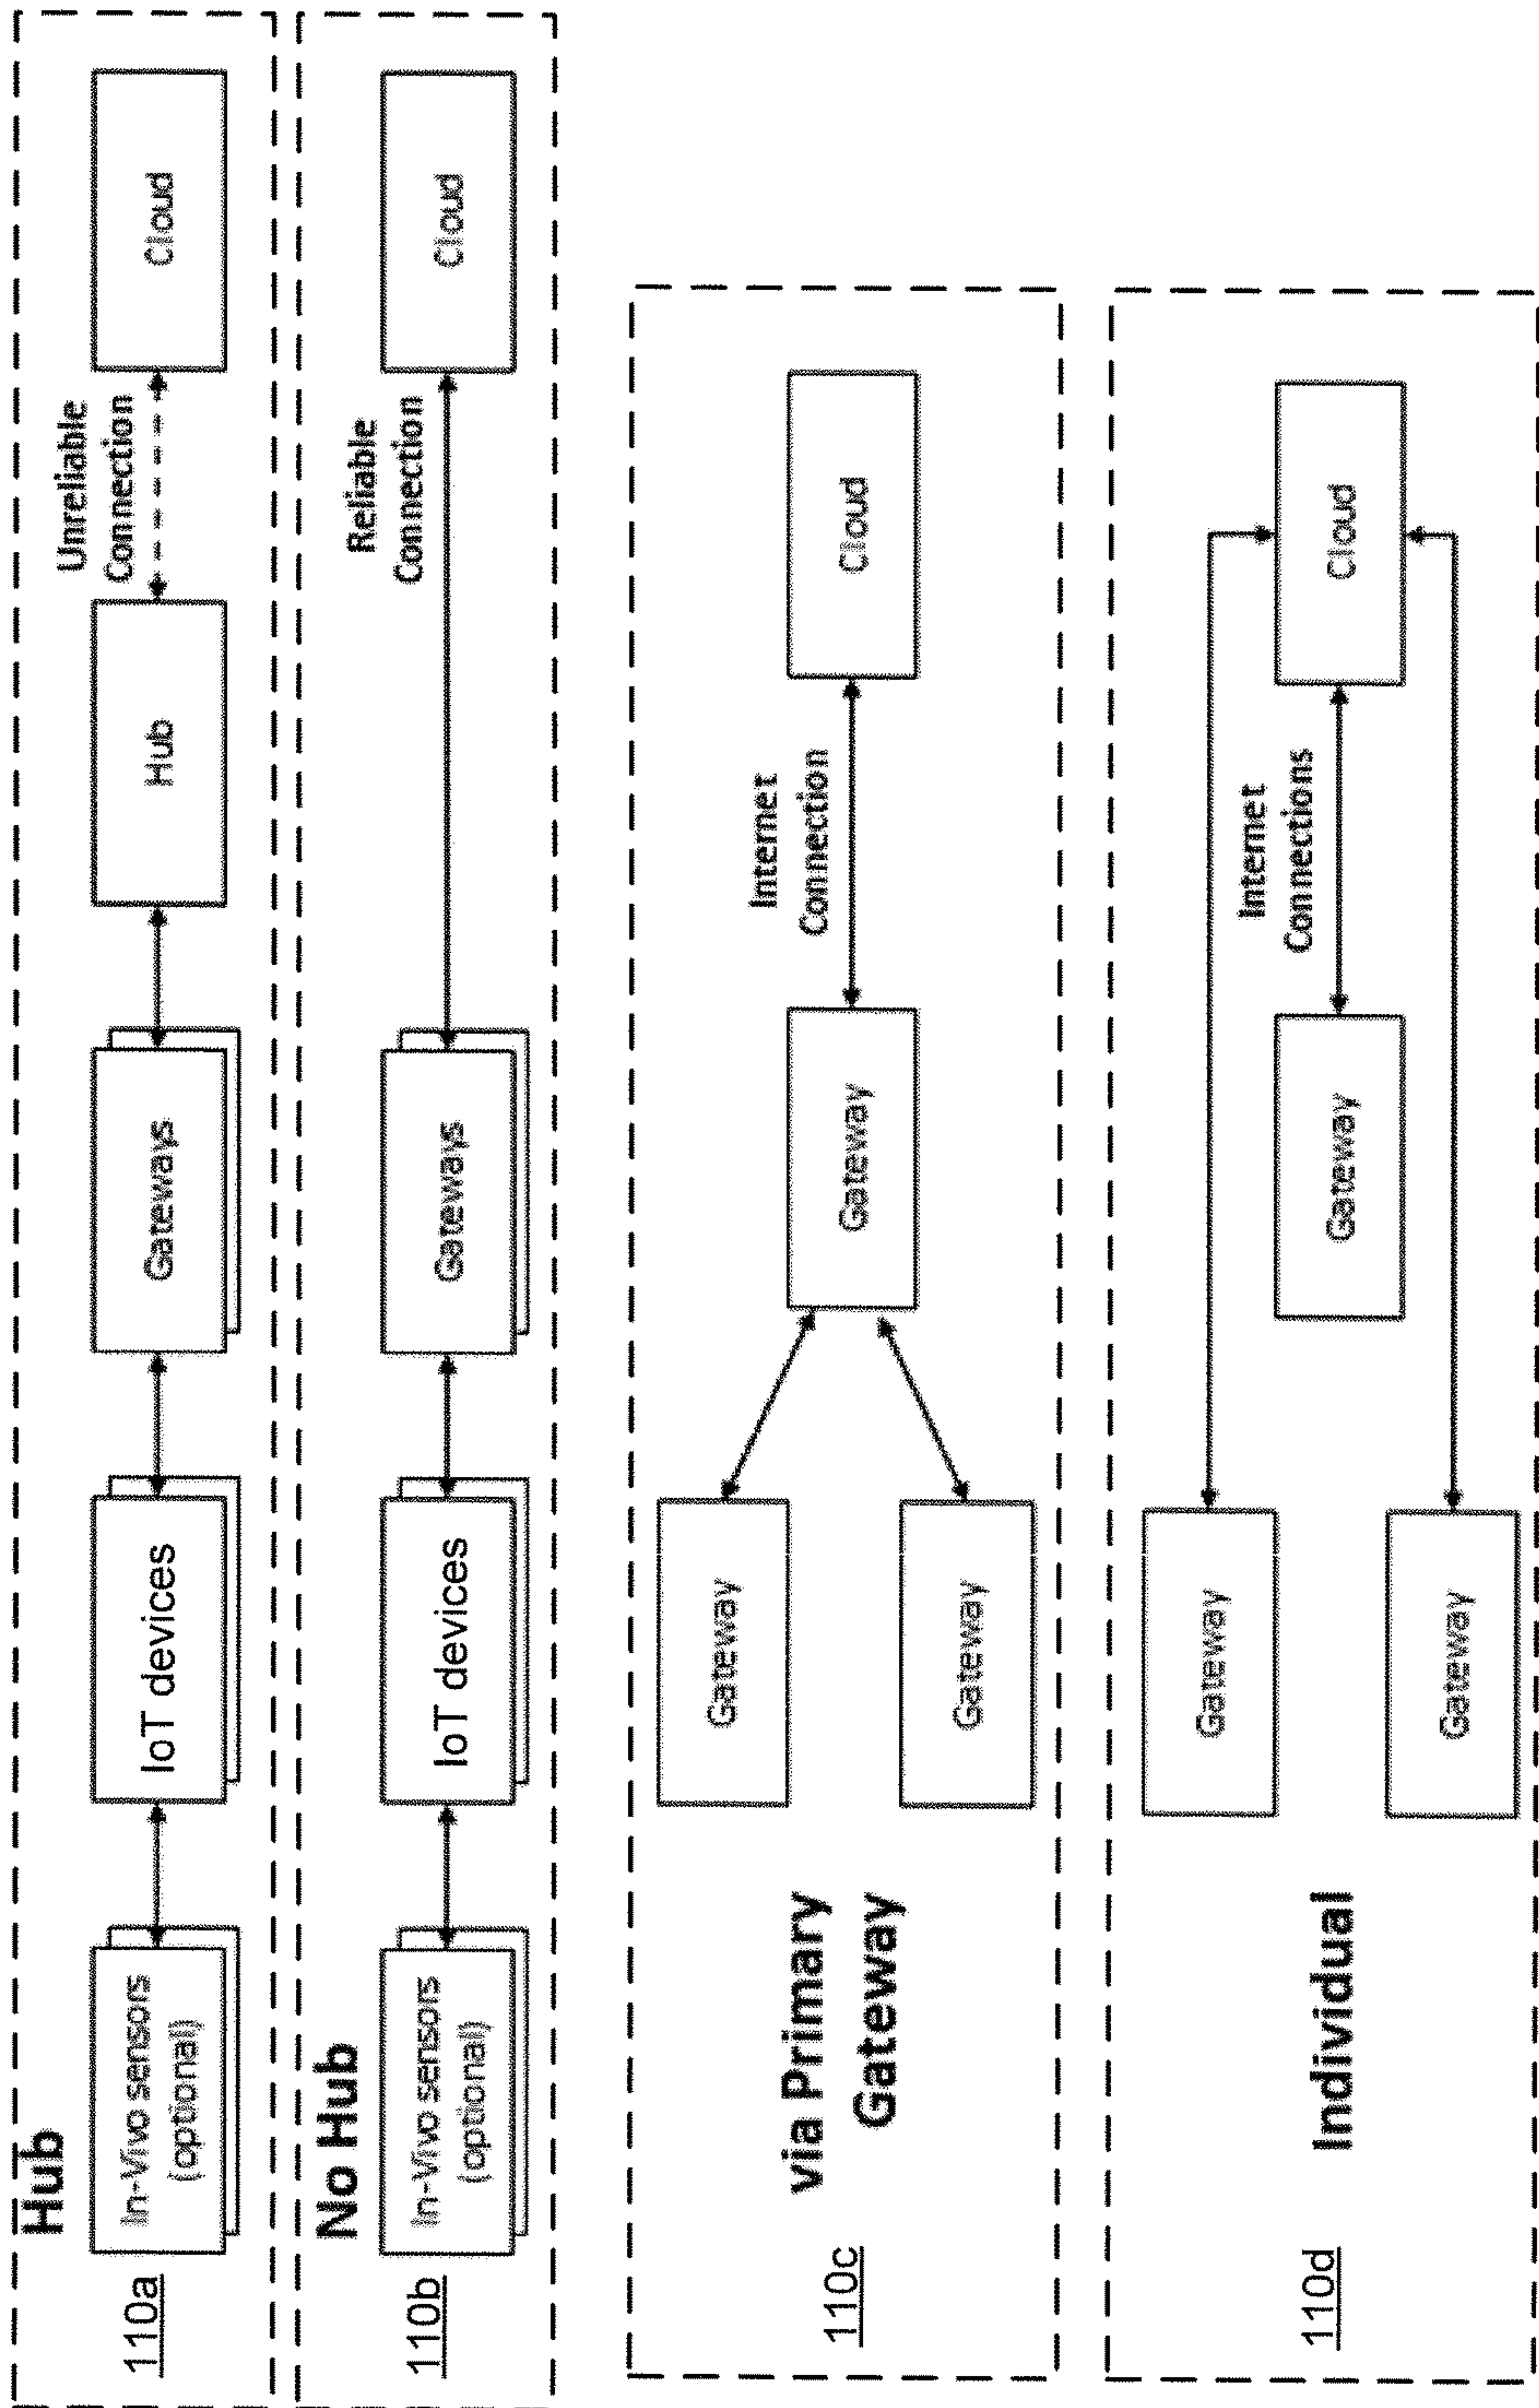 Hub
110a
In-Vivo sensors
(optional)
IoT devices
Gateways
Hub
Unreliable
Connection
Cloud
No Hub
110b
In-Vivo sensors
(optional)
IoT devices
Gateways
Reliable
Connection
Cloud
110c
via Primary
Gateway
Gateway
Gateway
Gateway
Internet
Connection
Cloud
110d
Individual
Gateway
Gateway
Gateway
Internet
Connections
Cloud